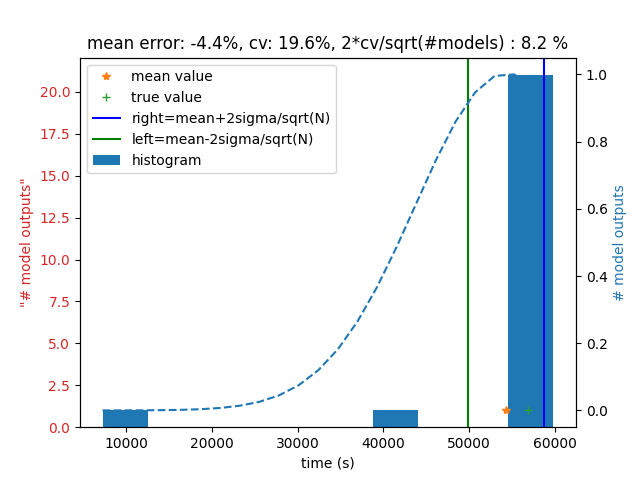 mean error: -4.4%, cv: 19.6%, 2*cv/sqrt(#models) : 8.2 %
mean value
true value
right=mean+2sigma/sqrt(N)
left=mean-2sigma/sqrt(N)
histogram
"# model outputs"
20.0
17.5
15.0
12.5
10.0
7.5
5.0
2.5
0.0
1.0
0.8
0.6
0.4
0.2
0.0
# model outputs
10000 20000 30000 40000 50000 60000
time (s)